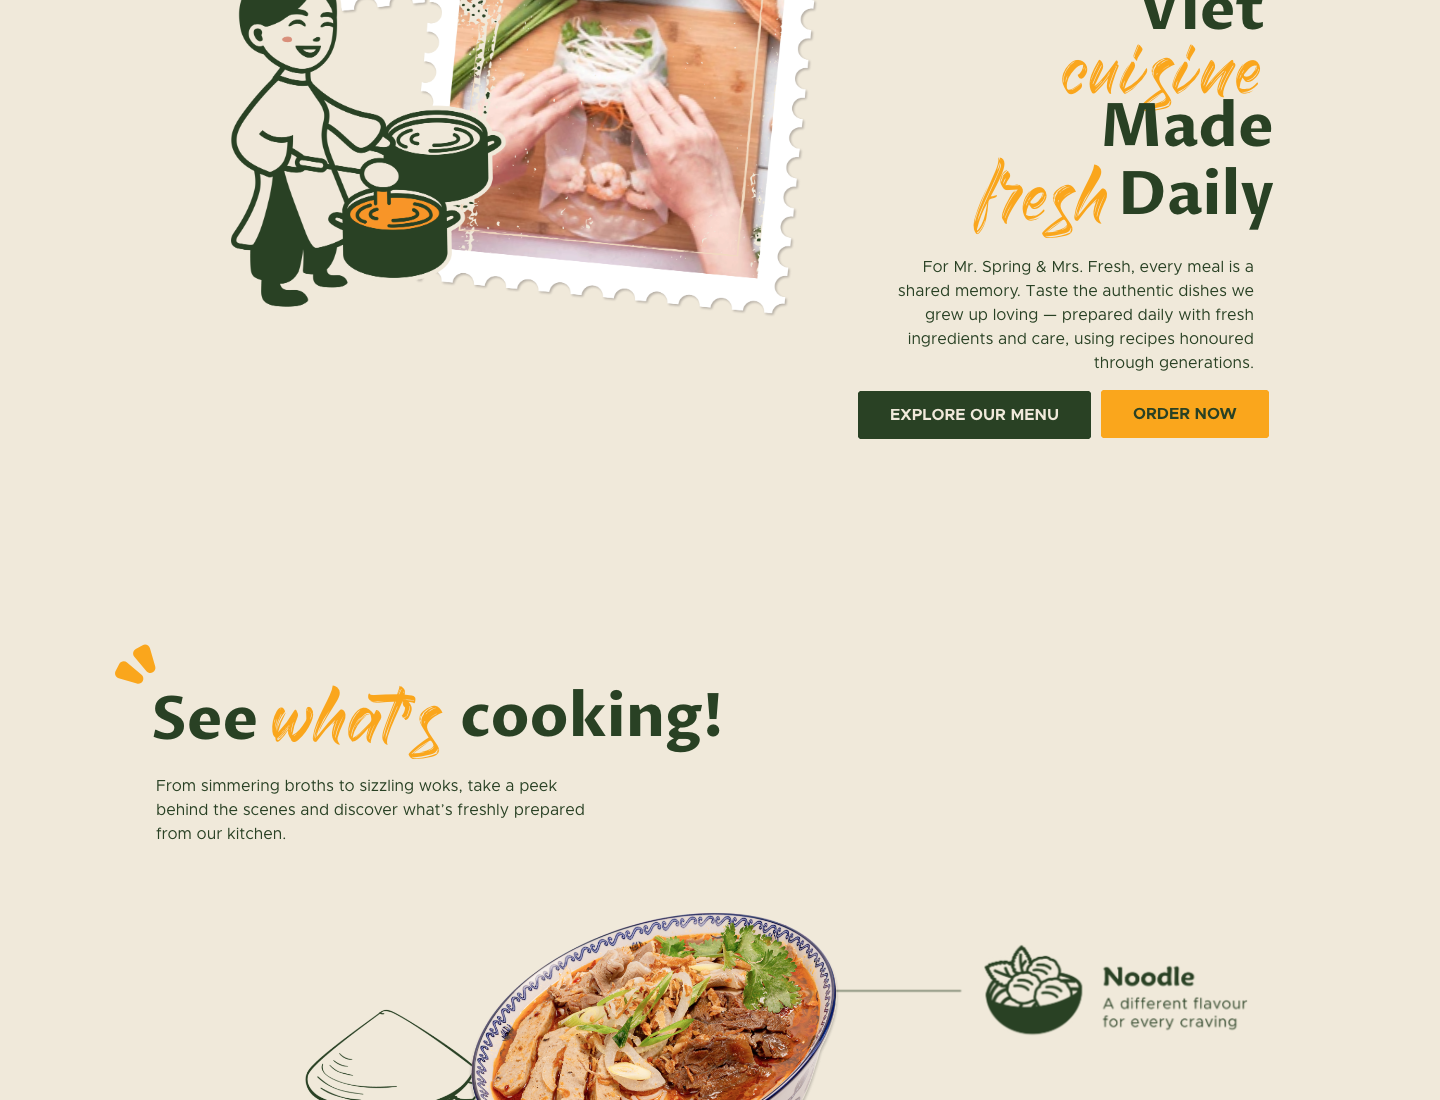 Viet
cuisine
Made
fresh Daily
For Mr. Spring & Mrs. Fresh, every meal is a
shared memory. Taste the authentic dishes we
grew up loving — prepared daily with fresh
ingredients and care, using recipes honoured
through generations.
EXPLORE OUR MENU
ORDER NOW
See what's cooking!
From simmering broths to sizzling woks, take a peek
behind the scenes and discover what's freshly prepared
from our kitchen.
Noodle
A different flavour
for every craving